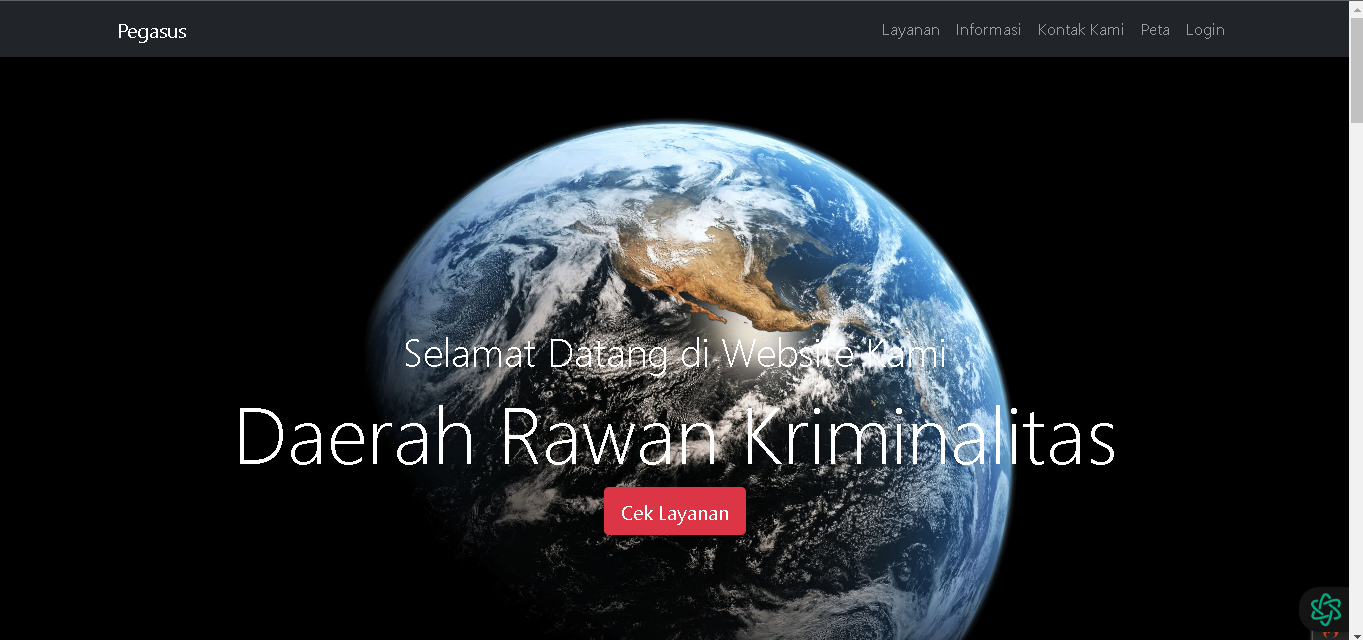 Pegasus
Layanan Informasi Kontak Kami Peta Login
Selamat Datang di Website Kami
Daerah Rawan Kriminalitas
Cek Layanan